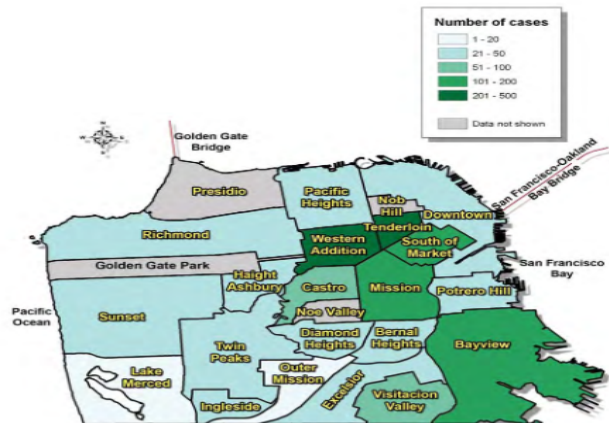 Number of cases
1 - 20
21 - 50
51 - 100
101 - 200
201 - 500
Data not shown
Golden Gate
Bridge
N
W
E
S
San Francisco-Oakland
Bay Bridge
Presidio
Pacific
Heights
Nob
Hill
Downtown
Tenderloin
Richmond
Western
Addition
South of
Market
San Francisco
Bay
Golden Gate Park
Haight
Ashbury
Castro
Mission
Potrero Hill
Pacific
Ocean
Sunset
Noe Valley
Diamond
Heights
Bernal
Heights
Bayview
Twin
Peaks
Lake
Merced
Outer
Mission
Excelsior
Visitacion
Valley
Ingleside